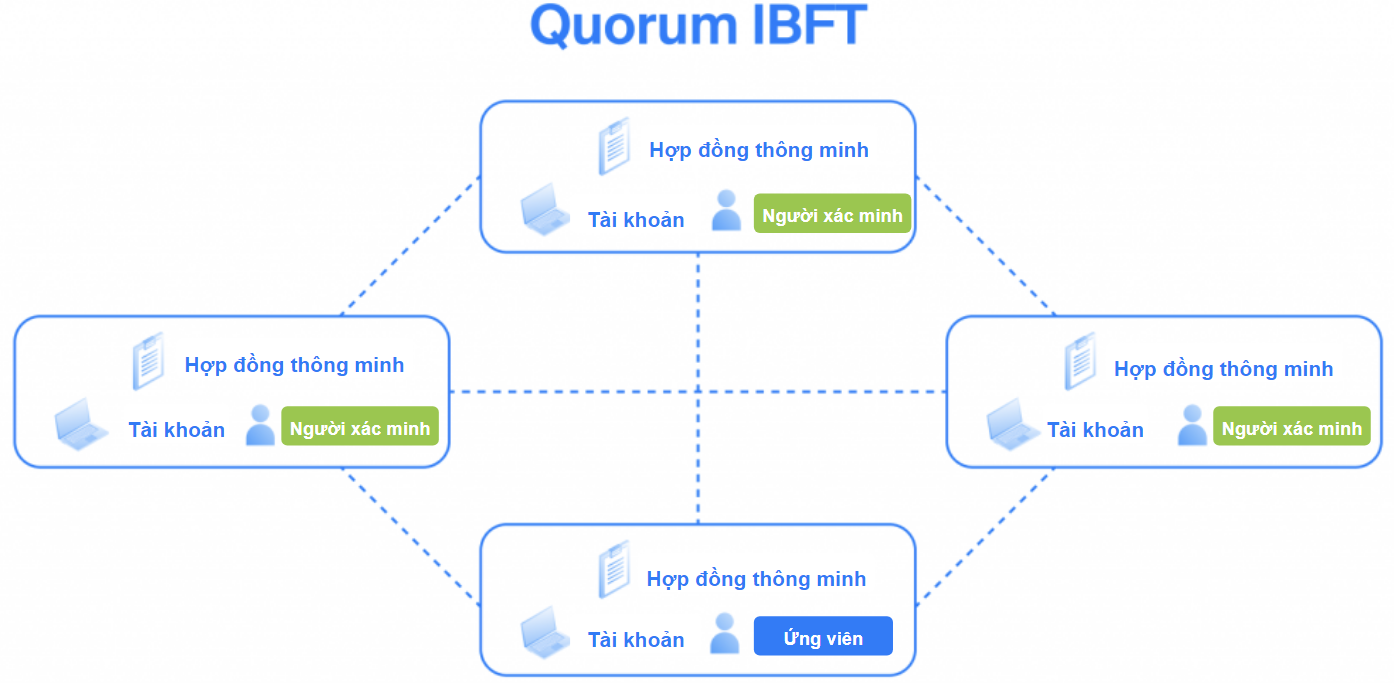 Quorum IBFT
Hợp đồng thông minh
Tài khoản
Người xác minh
Hợp đồng thông minh
Tài khoản
Người xác minh
Hợp đồng thông minh
Tài khoản
Người xác minh
Hợp đồng thông minh
Tài khoản
Ứng viên